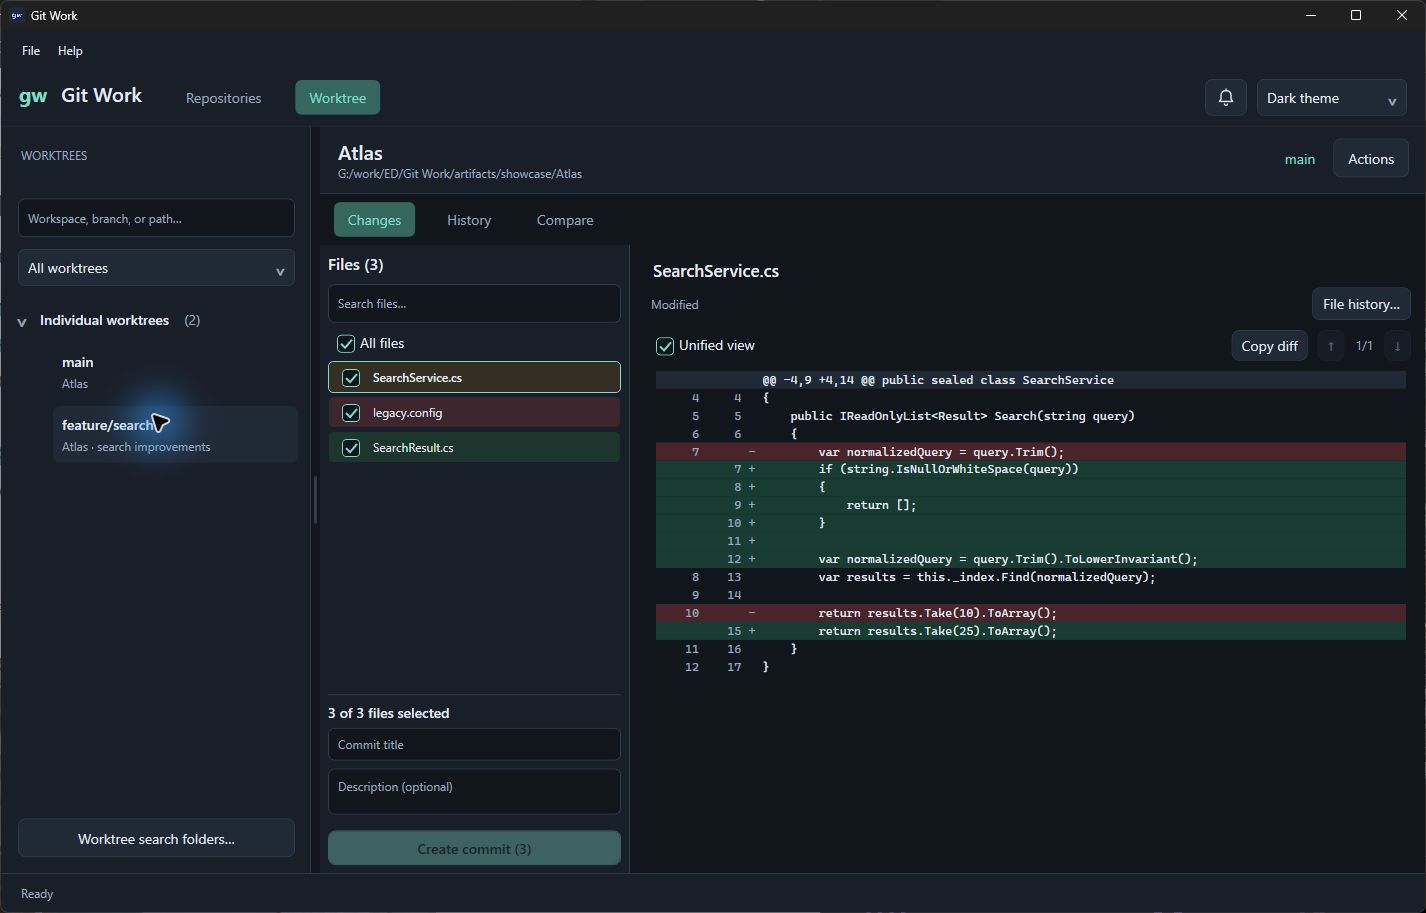 gw Git Work
File Help
gw Git Work Repositories Worktree Dark theme
WORKTREES
Workspace, branch, or path...
All worktrees
Individual worktrees (2)
main
Atlas
feature/search
Atlas · search improvements
Worktree search folders...
Atlas
G:/work/ED/Git Work/artifacts/showcase/Atlas
main Actions
Changes History Compare
Files (3)
Search files...
All files
SearchService.cs
legacy.config
SearchResult.cs
3 of 3 files selected
Commit title
Description (optional)
Create commit (3)
SearchService.cs
Modified
File history...
Unified view Copy diff ↑ 1/1 ↓
@@ -4,9 +4,14 @@ public sealed class SearchService
4 4 {
5 5 public IReadOnlyList<Result> Search(string query)
6 6 {
7 - var normalizedQuery = query.Trim();
7 + if (string.IsNullOrWhiteSpace(query))
8 + {
9 + return [];
10 + }
11 +
12 + var normalizedQuery = query.Trim().ToLowerInvariant();
8 13 var results = this._index.Find(normalizedQuery);
9 14
10 - return results.Take(10).ToArray();
15 + return results.Take(25).ToArray();
11 16 }
12 17 }
Ready